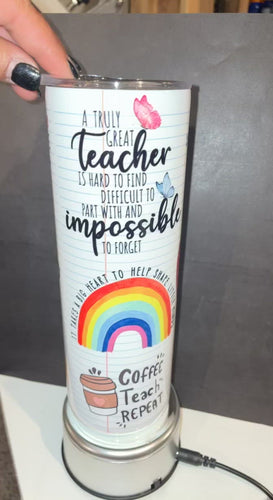 A TRULY
GREAT
Teacher
IS HARD TO FIND
DIFFICULT TO
PART WITH AND
impossible
TO FORGET
IT TAKES A BIG HEART TO HELP SHAPE LITTLE
COFFEE
Teach
REPEAT